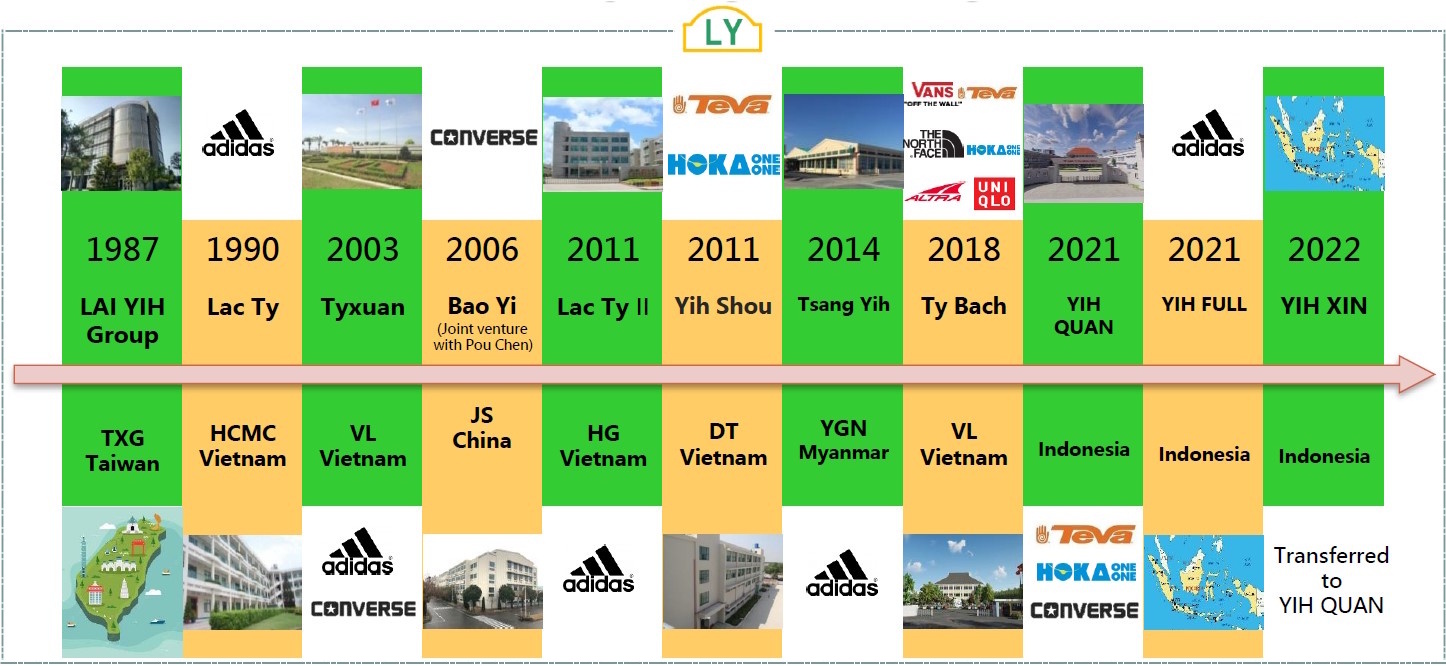 LY
1987
LAI YIH
Group
TXG
Taiwan
adidas
1990
Lac Ty
HCMC
Vietnam
2003
Tyxuan
VL
Vietnam
adidas
CONVERSE
CONVERSE
2006
Bao Yi
(Joint venture
with Pou Chen)
JS
China
2011
Lac Ty II
HG
Vietnam
adidas
Teva
HOKA ONE ONE
2011
Yih Shou
DT
Vietnam
2014
Tsang Yih
YGN
Myanmar
adidas
VANS
"OFF THE WALL"
Teva
THE
NORTH
FACE
HOKA ONE ONE
ALTRA
UNI
QLO
2018
Ty Bach
VL
Vietnam
2021
YIH
QUAN
Indonesia
Teva
HOKA ONE ONE
CONVERSE
adidas
2021
YIH FULL
Indonesia
2022
YIH XIN
Indonesia
Transferred
to
YIH QUAN